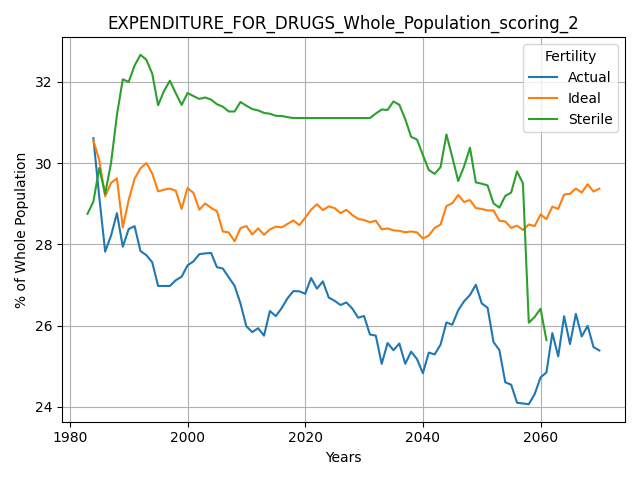 EXPENDITURE_FOR_DRUGS_Whole_Population_scoring_2
Fertility
Actual
Ideal
Sterile
% of Whole Population
32
30
28
26
24
1980
2000
2020
2040
2060
Years